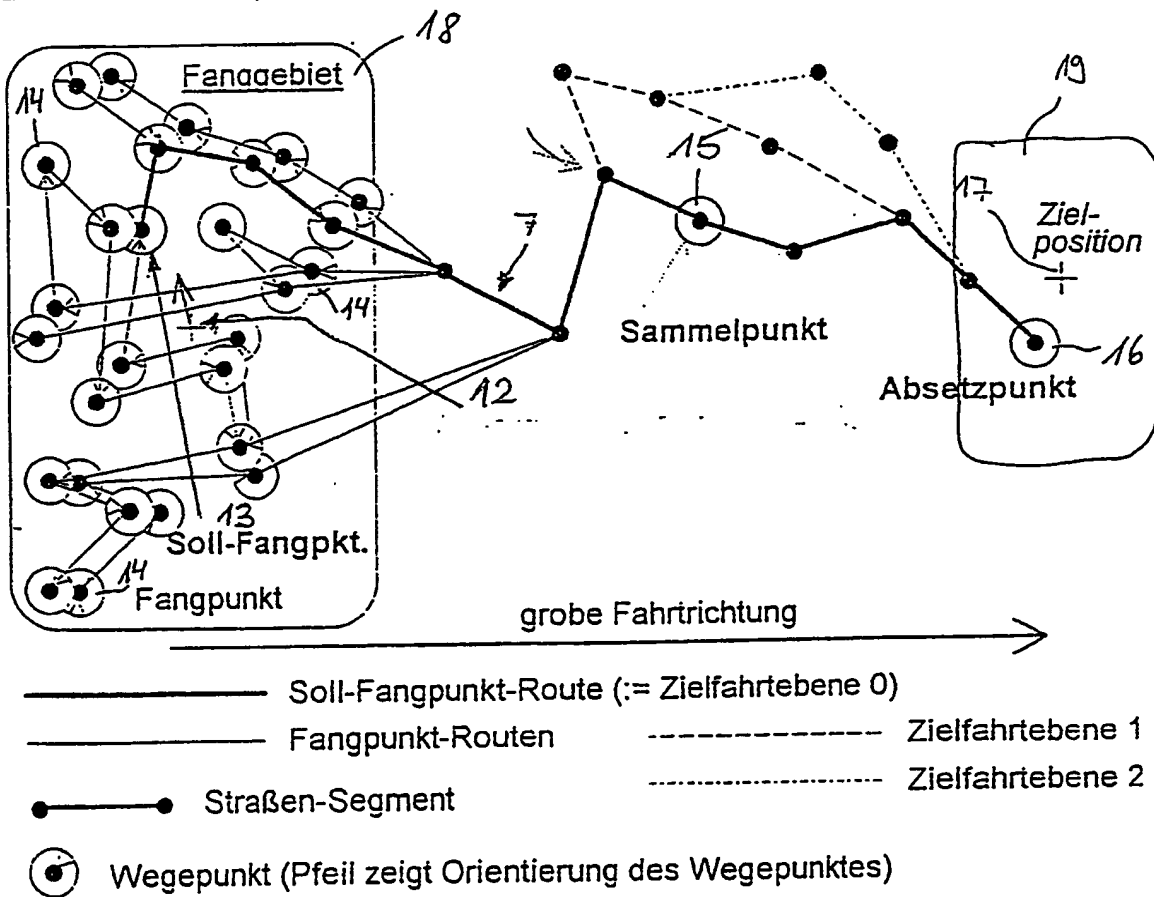 18
Fanggebiet
19
14
15
17
Ziel-
position
7
14
Sammelpunkt
16
12
Absetzpunkt
13
Soll-Fangpkt.
14
Fangpunkt
grobe Fahrtrichtung
Soll-Fangpunkt-Route (:= Zielfahrtebene 0)
Fangpunkt-Routen
Zielfahrtebene 1
Zielfahrtebene 2
Straßen-Segment
Wegepunkt (Pfeil zeigt Orientierung des Wegepunktes)